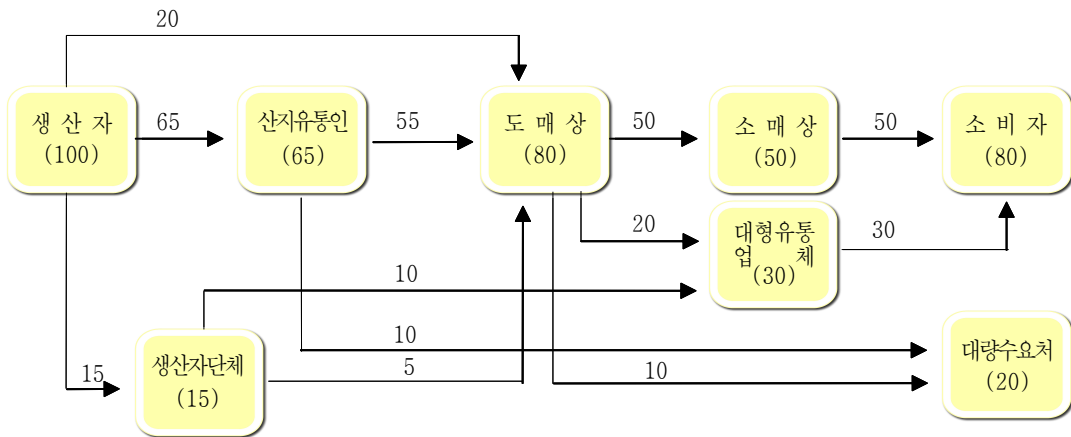 20
생 산 자
(100)
65
산지유통인
(65)
55
도 매 상
(80)
50
소 매 상
(50)
50
소 비 자
(80)
20
대형유통
업 체
(30)
30
10
15
생산자단체
(15)
10
5
10
대량수요처
(20)